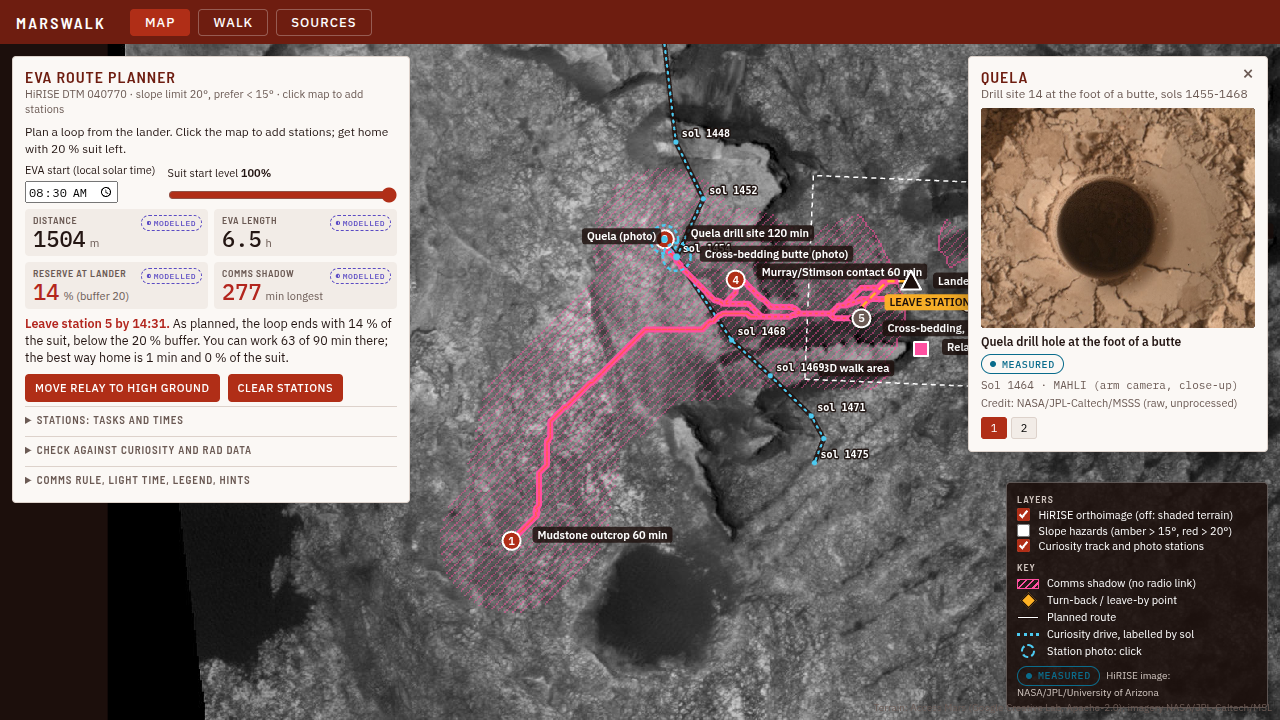 MARSWALK
MAP
WALK
SOURCES
EVA ROUTE PLANNER
HiRISE DTM 040770 · slope limit 20°, prefer < 15° · click map to add
stations
Plan a loop from the lander. Click the map to add stations; get home
with 20 % suit left.
EVA start (local solar time)
Suit start level 100%
08:30 AM
DISTANCE
MODELLED
1504 m
EVA LENGTH
MODELLED
6.5 h
RESERVE AT LANDER
MODELLED
14 % (buffer 20)
COMMS SHADOW
MODELLED
277 min longest
Leave station 5 by 14:31. As planned, the loop ends with 14 % of
the suit, below the 20 % buffer. You can work 63 of 90 min there;
the best way home is 1 min and 0 % of the suit.
MOVE RELAY TO HIGH GROUND
CLEAR STATIONS
STATIONS: TASKS AND TIMES
CHECK AGAINST CURIOSITY AND RAD DATA
COMMS RULE, LIGHT TIME, LEGEND, HINTS
sol 1448
sol 1452
Quela (photo)
Quela drill site 120 min
sol
Cross-bedding butte (photo)
4
Murray/Stimson contact 60 min
Lande
LEAVE STATION
5
Cross-bedding,
sol 1468
Rela
sol 1469
3D walk area
sol 1471
sol 1475
1
Mudstone outcrop 60 min
QUELA
×
Drill site 14 at the foot of a butte, sols 1455-1468
Quela drill hole at the foot of a butte
MEASURED
Sol 1464 · MAHLI (arm camera, close-up)
Credit: NASA/JPL-Caltech/MSSS (raw, unprocessed)
1
2
LAYERS
HiRISE orthoimage (off: shaded terrain)
Slope hazards (amber > 15°, red > 20°)
Curiosity track and photo stations
KEY
Comms shadow (no radio link)
Turn-back / leave-by point
Planned route
Curiosity drive, labelled by sol
Station photo: click
MEASURED
HiRISE image:
NASA/JPL/University of Arizona